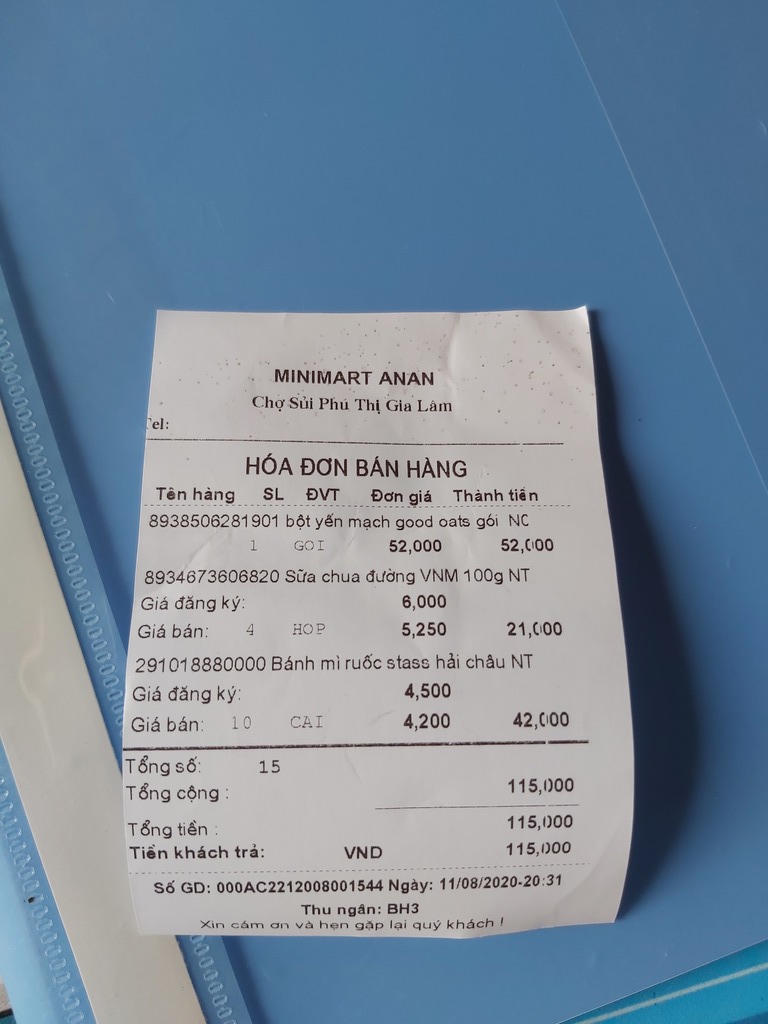 MINIMART ANAN
Chợ Sủi Phú Thị Gia Lâm
Tel:
HÓA ĐƠN BÁN HÀNG
Tên hàng SL ĐVT Đơn giá Thành tiền
8938506281901 bột yến mạch good oats gói NC
1 GOI 52,000 52,000
8934673606820 Sữa chua đường VNM 100g NT
Giá đăng ký: 6,000
Giá bán: 4 HOP 5,250 21,000
291018880000 Bánh mì ruốc stass hải châu NT
Giá đăng ký: 4,500
Giá bán: 10 CAI 4,200 42,000
Tổng số: 15
Tổng cộng : 115,000
Tổng tiền : 115,000
Tiền khách trả: VND 115,000
Số GD: 000AC2212008001544 Ngày: 11/08/2020-20:31
Thu ngân: BH3
Xin cám ơn và hẹn gặp lại quý khách !